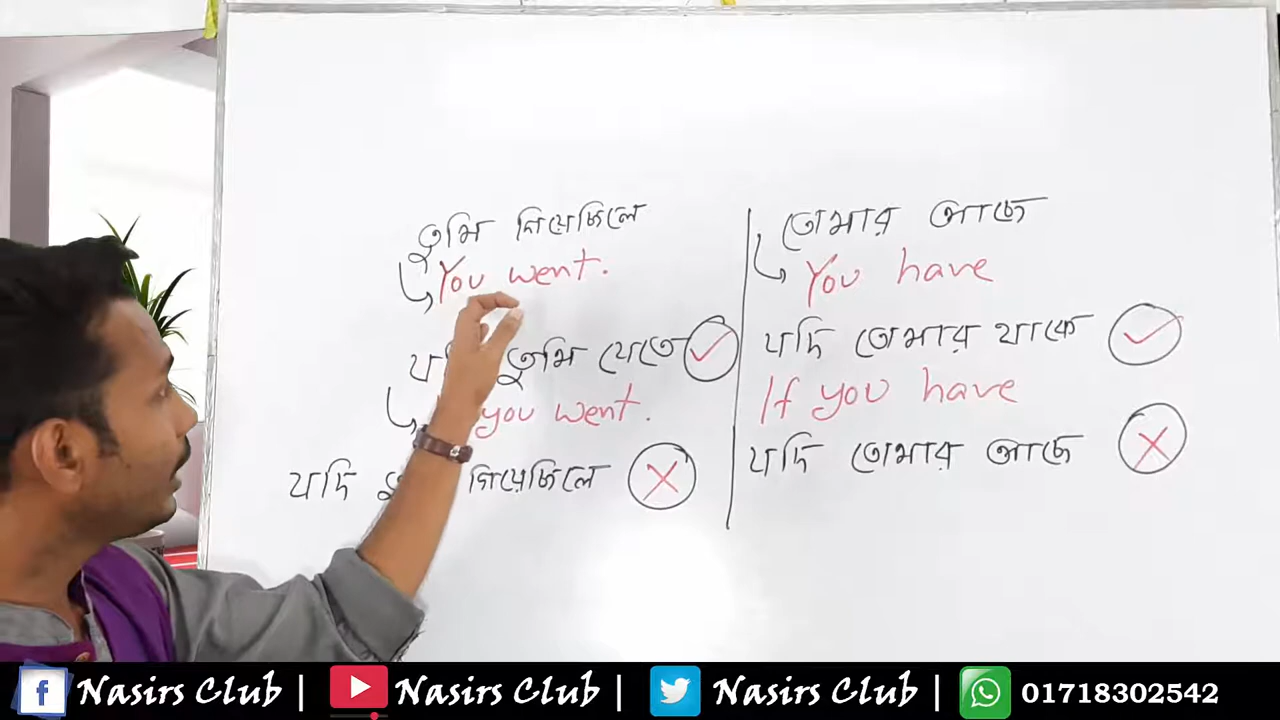 তুমি গিয়েছিলে
You went.
তুমি যেতে
you went.
যদি গিয়েছিলে
তোমার আছে
You have
যদি তোমার থাকে
If you have
যদি তোমার আছে
Nasirs Club | Nasirs Club | Nasirs Club | 01718302542